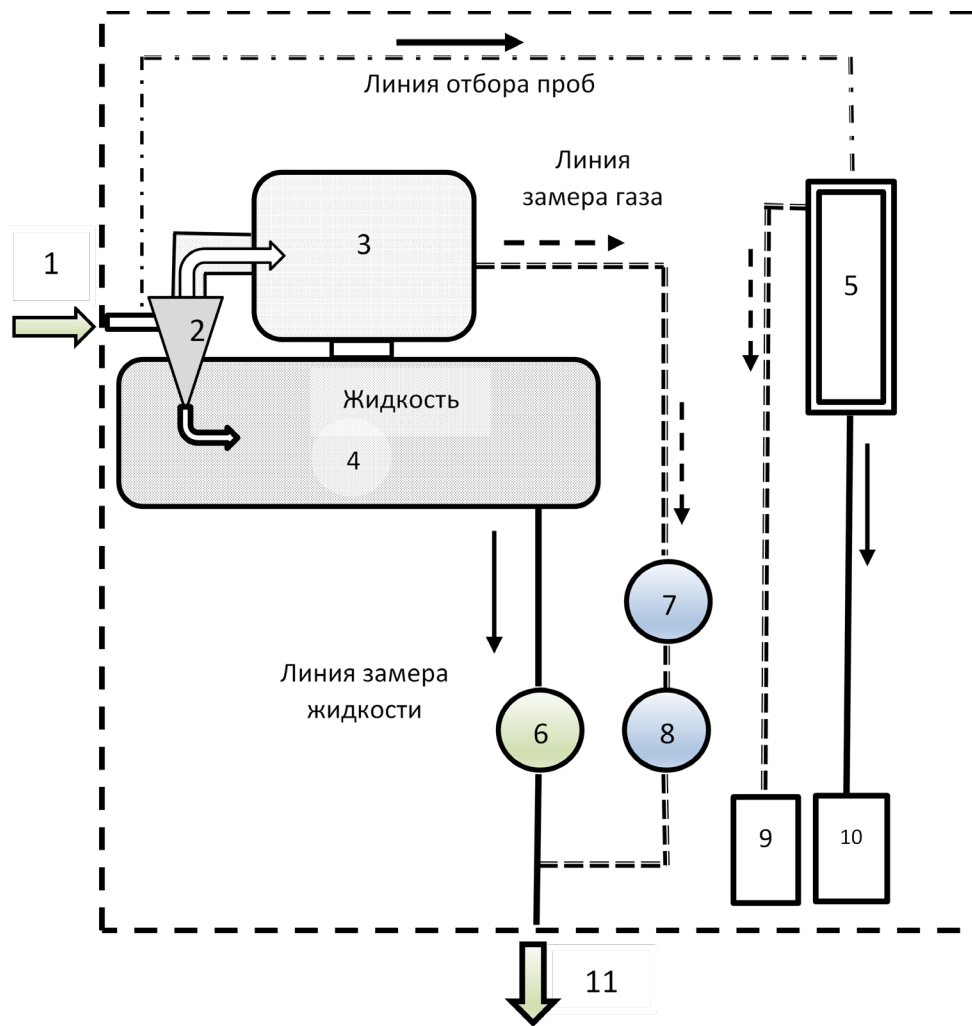 Линия отбора проб
Линия
замера газа
1
2
3
5
Жидкость
4
7
Линия замера
жидкости
6
8
9
10
11